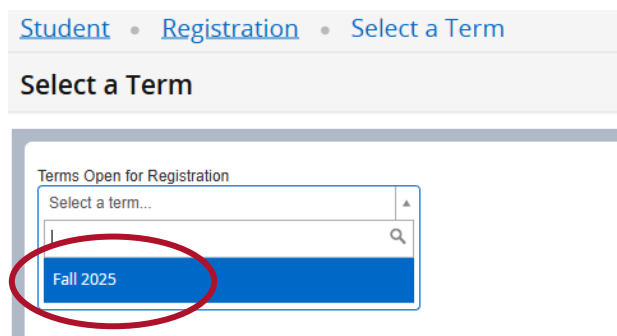 Student • Registration • Select a Term
Select a Term
Terms Open for Registration
Select a term...
Fall 2025